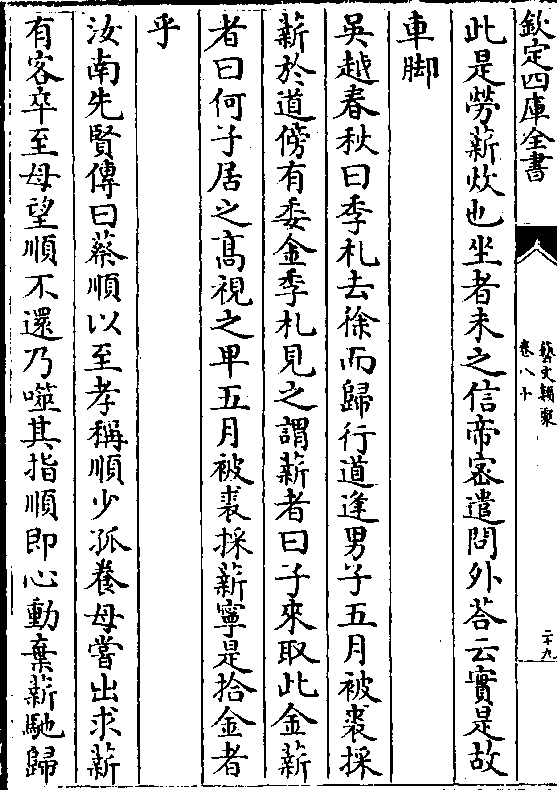 欽定四庫全書
藝文類聚
卷八十
二十九
此是勞薪炊也坐者未之信帝密遣問外荅云實是故
車脚
吳越春秋曰季札去徐而歸行道逢男子五月被裘採
薪於道傍有委金季札見之謂薪者曰子來取此金薪
者曰何子居之髙視之卑五月被裘採薪寧是拾金者
乎
汝南先賢傳曰蔡順以至孝稱順少孤養母嘗出求薪
有客卒至母望順不還乃噬其指順即心動棄薪馳歸